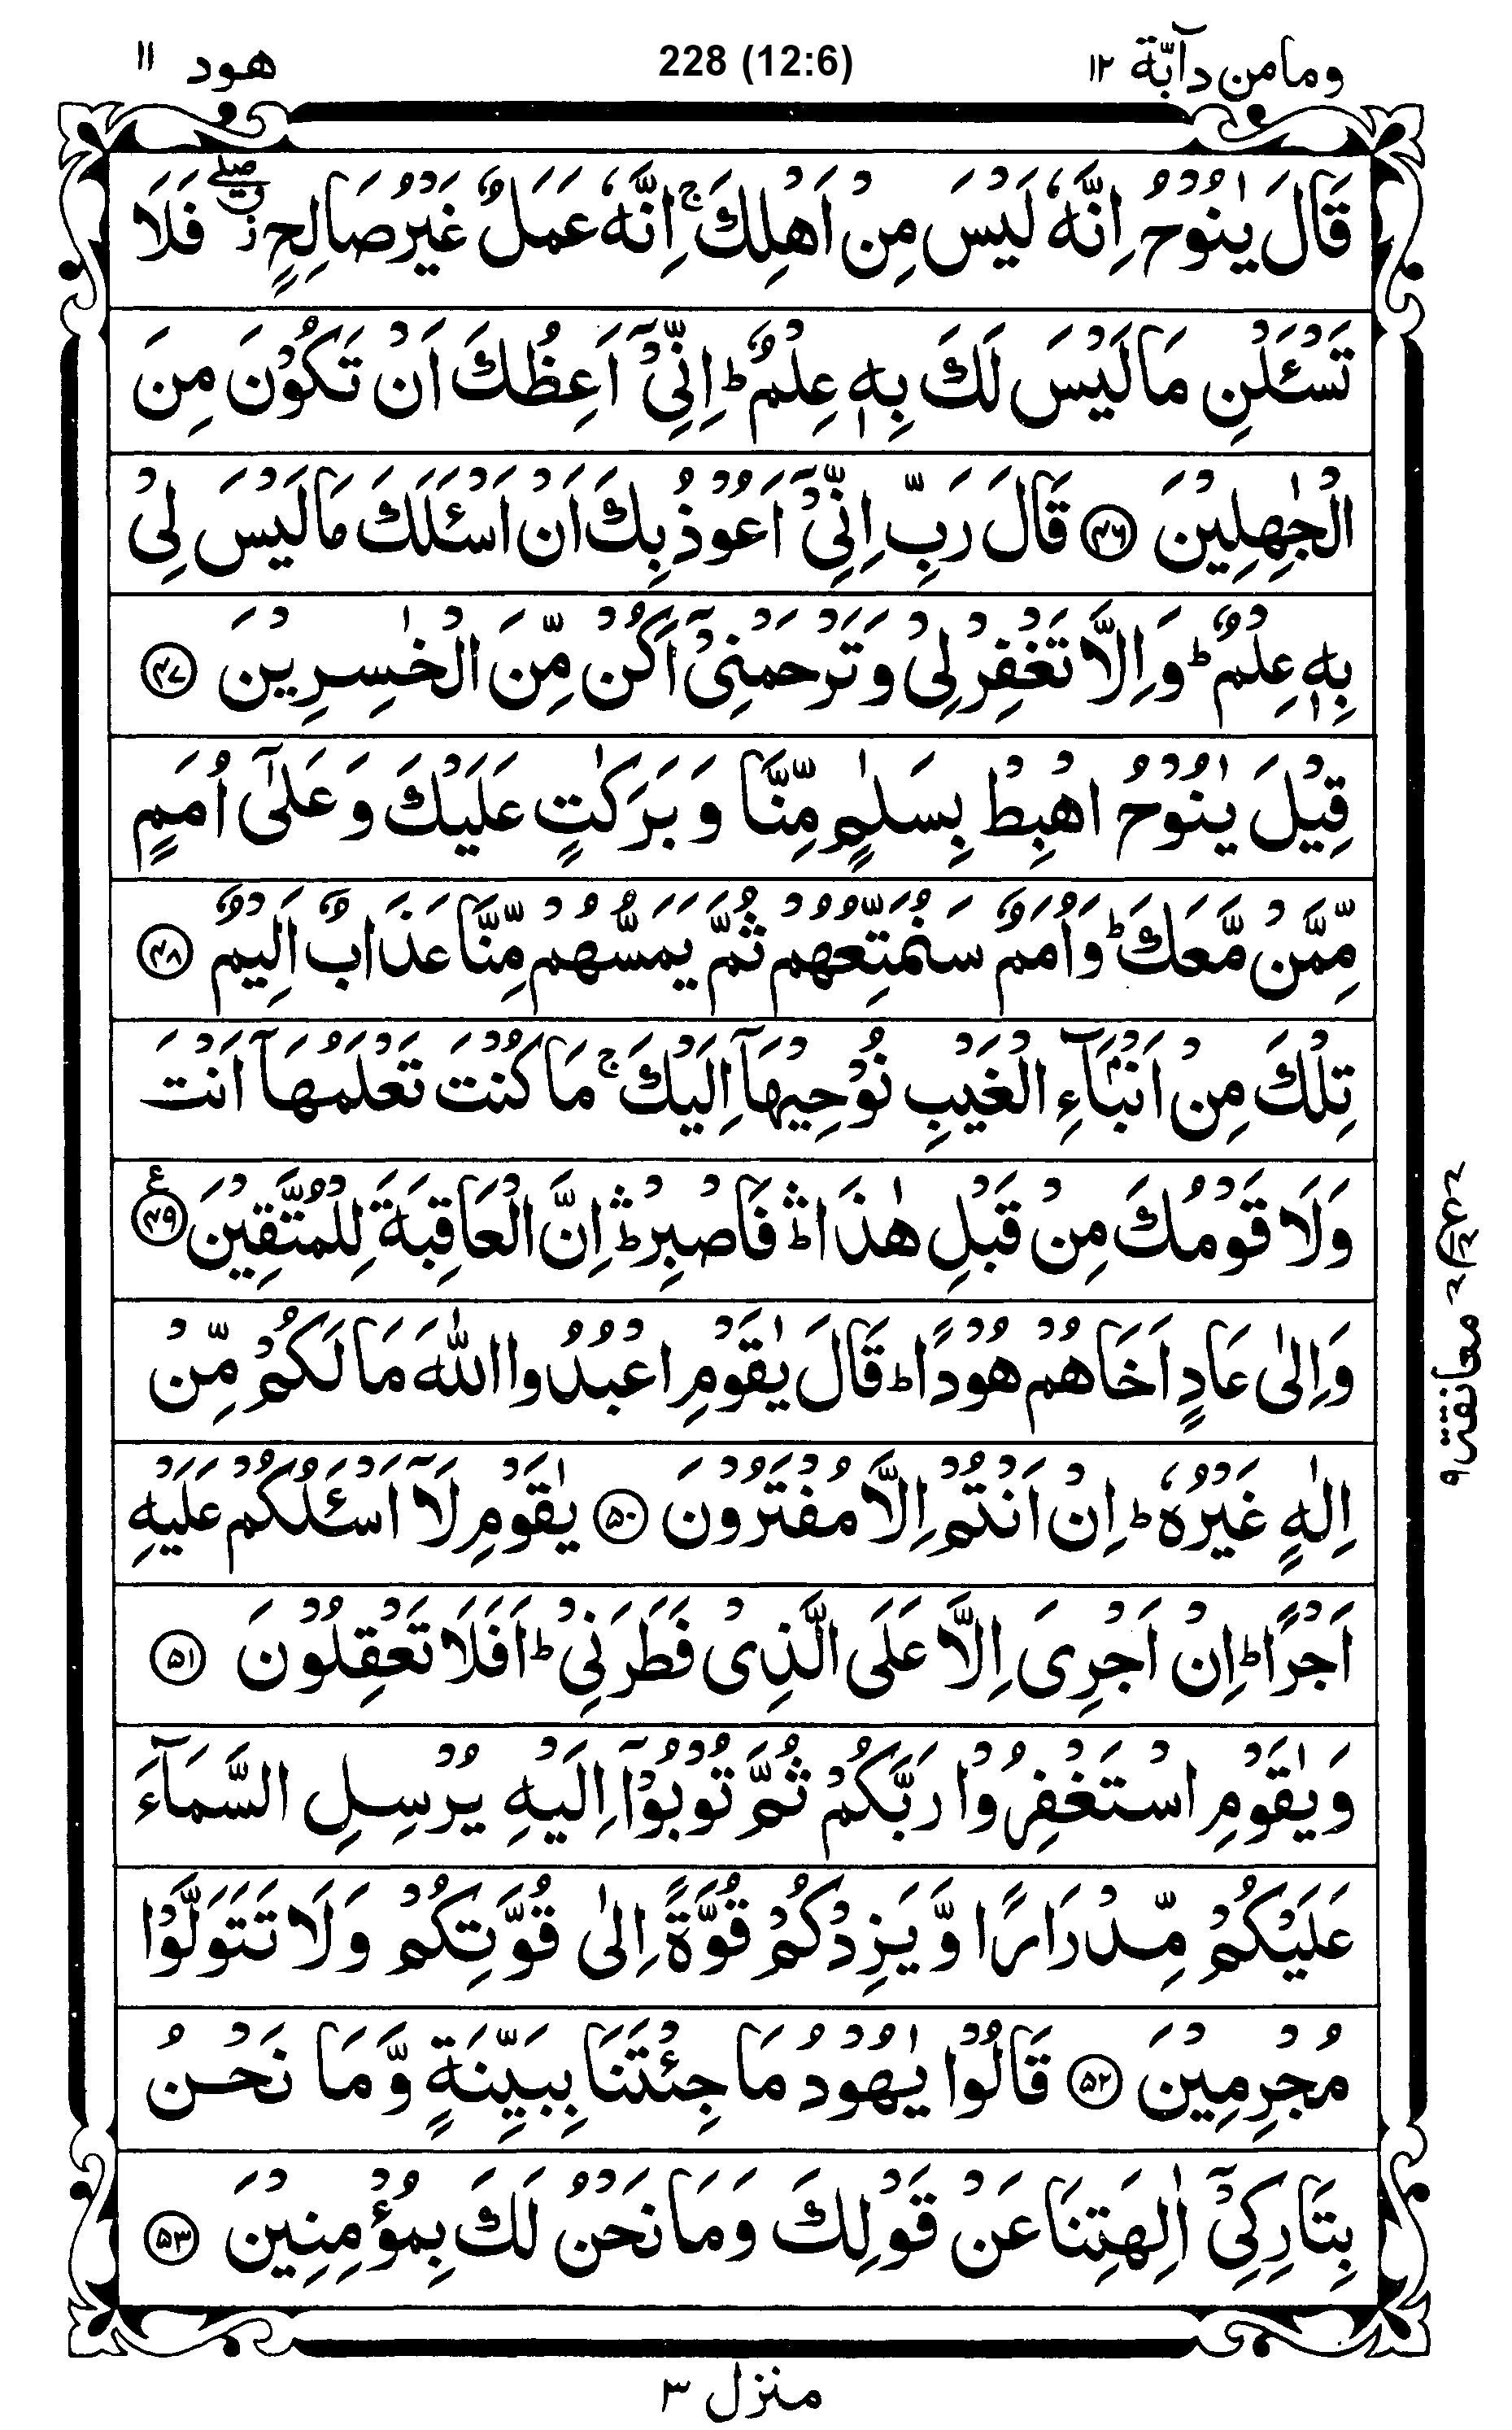 ومامن دآبّة ١٢ 228 (12:6) هود ١١
قَالَ يٰنُوۡحُ اِنَّهٗ لَيۡسَ مِنۡ اَهۡلِكَ‌ ۚ اِنَّهٗ عَمَلٌ غَيۡرُ صَالِحٍ ‌ۖ ز فَلَا
تَسۡـَٔلۡنِ مَا لَيۡسَ لَكَ بِهٖ عِلۡمٌ‌ ؕ اِنِّىۡۤ اَعِظُكَ اَنۡ تَكُوۡنَ مِنَ
الۡجٰهِلِيۡنَ ﴿۴۶﴾ قَالَ رَبِّ اِنِّىۡۤ اَعُوۡذُ بِكَ اَنۡ اَسۡـَٔلَكَ مَا لَيۡسَ لِىۡ
بِهٖ عِلۡمٌ‌ ؕ وَاِلَّا تَغۡفِرۡ لِىۡ وَتَرۡحَمۡنِىۡۤ اَكُنۡ مِّنَ الۡخٰسِرِيۡنَ ﴿۴۷﴾
قِيۡلَ يٰنُوۡحُ اهۡبِطۡ بِسَلٰمٍ مِّنَّا وَبَرَكٰتٍ عَلَيۡكَ وَعَلٰٓى اُمَمٍ
مِّمَّنۡ مَّعَكَ‌ ؕ وَاُمَمٌ سَنُمَتِّعُهُمۡ ثُمَّ يَمَسُّهُمۡ مِّنَّا عَذَابٌ اَلِيۡمٌ ﴿۴۸﴾
تِلۡكَ مِنۡ اَنۡۢبَآءِ الۡغَيۡبِ نُوۡحِيۡهَاۤ اِلَيۡكَ‌ ۚ مَا كُنۡتَ تَعۡلَمُهَاۤ اَنۡتَ
وَلَا قَوۡمُكَ مِنۡ قَبۡلِ هٰذَا ‌ۛؕ فَاصۡبِرۡ ‌ۛؕ اِنَّ الۡعَاقِبَةَ لِلۡمُتَّقِيۡنَ ﴿۴۹﴾ ع
وَاِلٰى عَادٍ اَخَاهُمۡ هُوۡدًا‌ ؕ قَالَ يٰقَوۡمِ اعۡبُدُوا اللّٰهَ مَا لَكُمۡ مِّنۡ
اِلٰهٍ غَيۡرُهٗ‌ ؕ اِنۡ اَنۡتُمۡ اِلَّا مُفۡتَرُوۡنَ ﴿۵۰﴾ يٰقَوۡمِ لَاۤ اَسۡـَٔلُكُمۡ عَلَيۡهِ
اَجۡرًا‌ ؕ اِنۡ اَجۡرِىَ اِلَّا عَلَى الَّذِىۡ فَطَرَنِىۡ‌ ؕ اَفَلَا تَعۡقِلُوۡنَ ﴿۵۱﴾
وَيٰقَوۡمِ اسۡتَغۡفِرُوۡا رَبَّكُمۡ ثُمَّ تُوۡبُوۡۤا اِلَيۡهِ يُرۡسِلِ السَّمَآءَ
عَلَيۡكُمۡ مِّدۡرَارًا وَّيَزِدۡكُمۡ قُوَّةً اِلٰى قُوَّتِكُمۡ وَلَا تَتَوَلَّوۡا
مُجۡرِمِيۡنَ ﴿۵۲﴾ قَالُوۡا يٰهُوۡدُ مَا جِئۡتَنَا بِبَيِّنَةٍ وَّمَا نَحۡنُ
بِتَارِكِىۡۤ اٰلِهَتِنَا عَنۡ قَوۡلِكَ وَمَا نَحۡنُ لَكَ بِمُؤۡمِنِيۡنَ ﴿۵۳﴾
معانقة ٩
منزل ٣